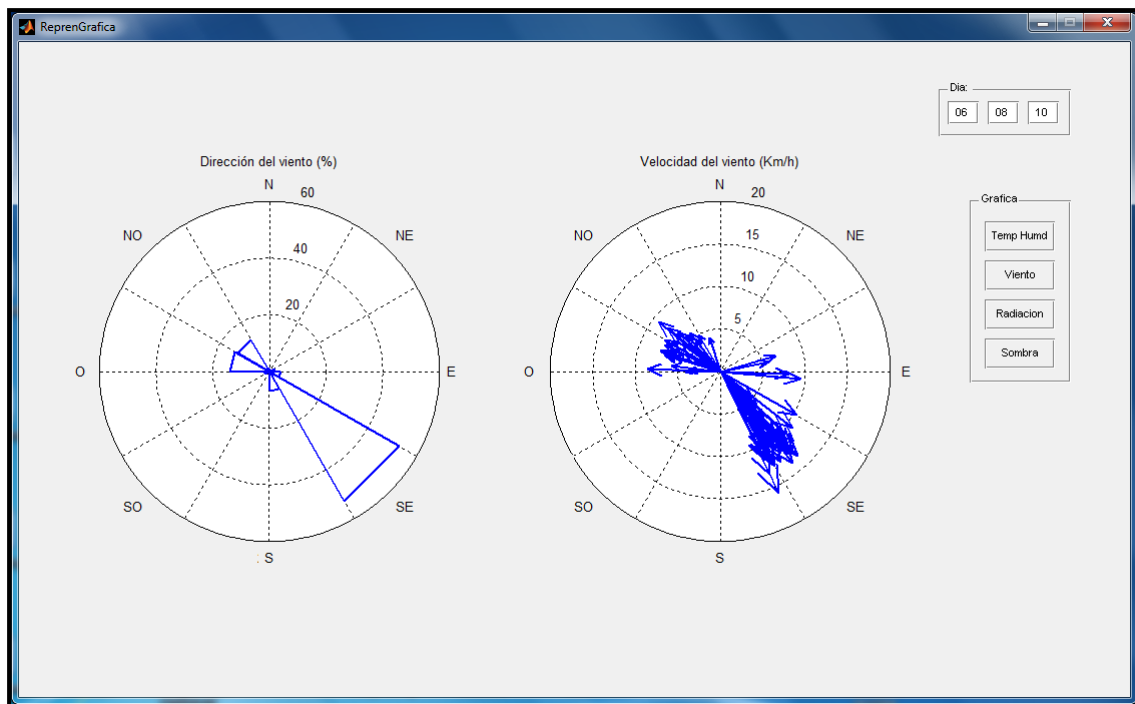 ReprenGrafica
Dia:
06 08 10
Dirección del viento (%)
N
60
NO
NE
40
20
O
E
SO
SE
: S
Velocidad del viento (Km/h)
N
20
NO
15
NE
10
5
O
E
SO
SE
S
Grafica
Temp Humd
Viento
Radiacion
Sombra